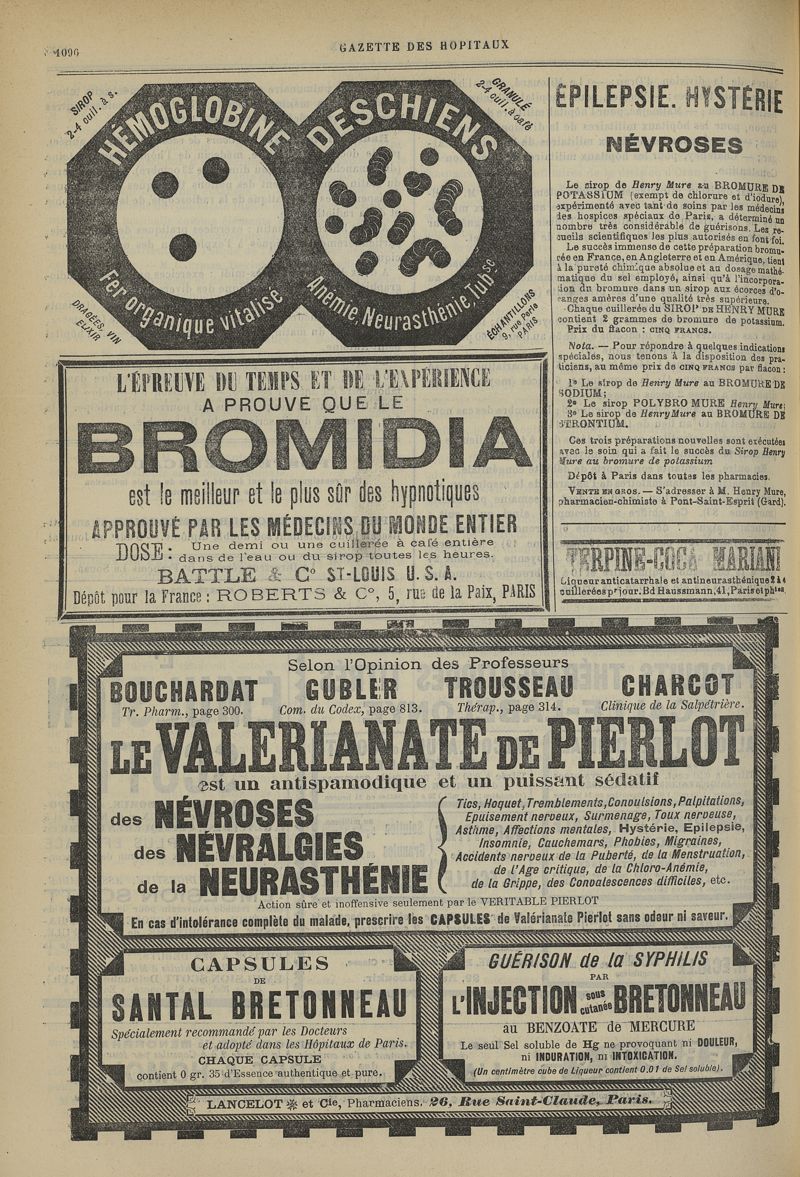 1096
GAZETTE DES HOPITAUX
SIROP
2-4 cuil. à s.
GRANULÉ
2-4 cuil. à café
HÉMOGLOBINE DESCHIENS
Fer organique vitalisé
Anémie, Neurasthénie, Tubse
DRAGÉES, VIN
ELIXIR
ÉCHANTILLONS
9, rue Perle
PARIS
L'ÉPREUVE DU TEMPS ET DE L'EXPÉRIENCE
A PROUVE QUE LE
BROMIDIA
est le meilleur et le plus sûr des hypnotiques
APPROUVÉ PAR LES MÉDECINS DU MONDE ENTIER
DOSE : Une demi ou une cuillerée à café entière
dans de l'eau ou du sirop toutes les heures.
BATTLE & Co ST-LOUIS U.S.A.
Dépôt pour la France : ROBERTS & Co, 5, rue de la Paix, PARIS
ÉPILEPSIE. HYSTÉRIE
NÉVROSES
Le sirop de Henry Mure au BROMURE DE
POTASSIUM (exempt de chlorure et d'iodure),
expérimenté avec tant de soins par les médecins
des hospices spéciaux de Paris, a déterminé un
nombre très considérable de guérisons. Les re-
cueils scientifiques les plus autorisés en font foi.
Le succès immense de cette préparation bromu-
rée en France, en Angleterre et en Amérique, tient
à la pureté chimique absolue et au dosage mathé-
matique du sel employé, ainsi qu'à l'incorpora-
tion du bromure dans un sirop aux écorces d'o-
ranges amères d'une qualité très supérieure.
Chaque cuillerée du SIROP DE HENRY MURE
contient 2 grammes de bromure de potassium.
Prix du flacon : CINQ FRANCS.
Nota. — Pour répondre à quelques indications
spéciales, nous tenons à la disposition des pra-
ticiens, au même prix de CINQ FRANCS par flacon :
1o Le sirop de Henry Mure au BROMURE DE
SODIUM;
2o Le sirop POLYBROMURE Henry Mure;
3o Le sirop de Henry Mure au BROMURE DE
STRONTIUM.
Ces trois préparations nouvelles sont exécutées
avec le soin qui a fait le succès du Sirop Henry
Mure au bromure de potassium
Dépôt à Paris dans toutes les pharmacies.
VENTE EN GROS. — S'adresser à M. Henry Mure,
pharmacien-chimiste à Pont-Saint-Esprit (Gard).
TERPINE-COCA MARIANI
Liqueur anticatarrhale et antineurasthénique 2 à 4
cuillerées pr jour. Bd Haussmann, 41, Paris et phies.
Selon l'Opinion des Professeurs
BOUCHARDAT GUBLER TROUSSEAU CHARCOT
Tr. Pharm., page 300. Com. du Codex, page 813. Thérap., page 314. Clinique de la Salpétrière.
LE VALÉRIANATE DE PIERLOT
est un antispamodique et un puissant sédatif
des NÉVROSES
des NÉVRALGIES
de la NEURASTHÉNIE
Tics, Hoquet, Tremblements, Convulsions, Palpitations,
Epuisement nerveux, Surmenage, Toux nerveuse,
Asthme, Affections mentales, Hystérie, Epilepsie,
Insomnie, Cauchemars, Phobies, Migraines,
Accidents nerveux de la Puberté, de la Menstruation,
de l'Age critique, de la Chloro-Anémie,
de la Grippe, des Convalescences difficiles, etc.
Action sûre et inoffensive seulement par le VERITABLE PIERLOT
En cas d'intolérance complète du malade, prescrire les CAPSULES de Valérianate Pierlot sans odeur ni saveur.
CAPSULES
DE
SANTAL BRETONNEAU
Spécialement recommandé par les Docteurs
et adopté dans les Hôpitaux de Paris.
CHAQUE CAPSULE
contient 0 gr. 35 d'Essence authentique et pure.
GUÉRISON de la SYPHILIS
PAR
L'INJECTION sous cutanée BRETONNEAU
au BENZOATE de MERCURE
Le seul Sel soluble de Hg ne provoquant ni DOULEUR,
ni INDURATION, ni INTOXICATION.
(Un centimètre cube de Liqueur contient 0.01 de Sel soluble).
LANCELOT et Cie, Pharmaciens. 26, Rue Saint-Claude, Paris.